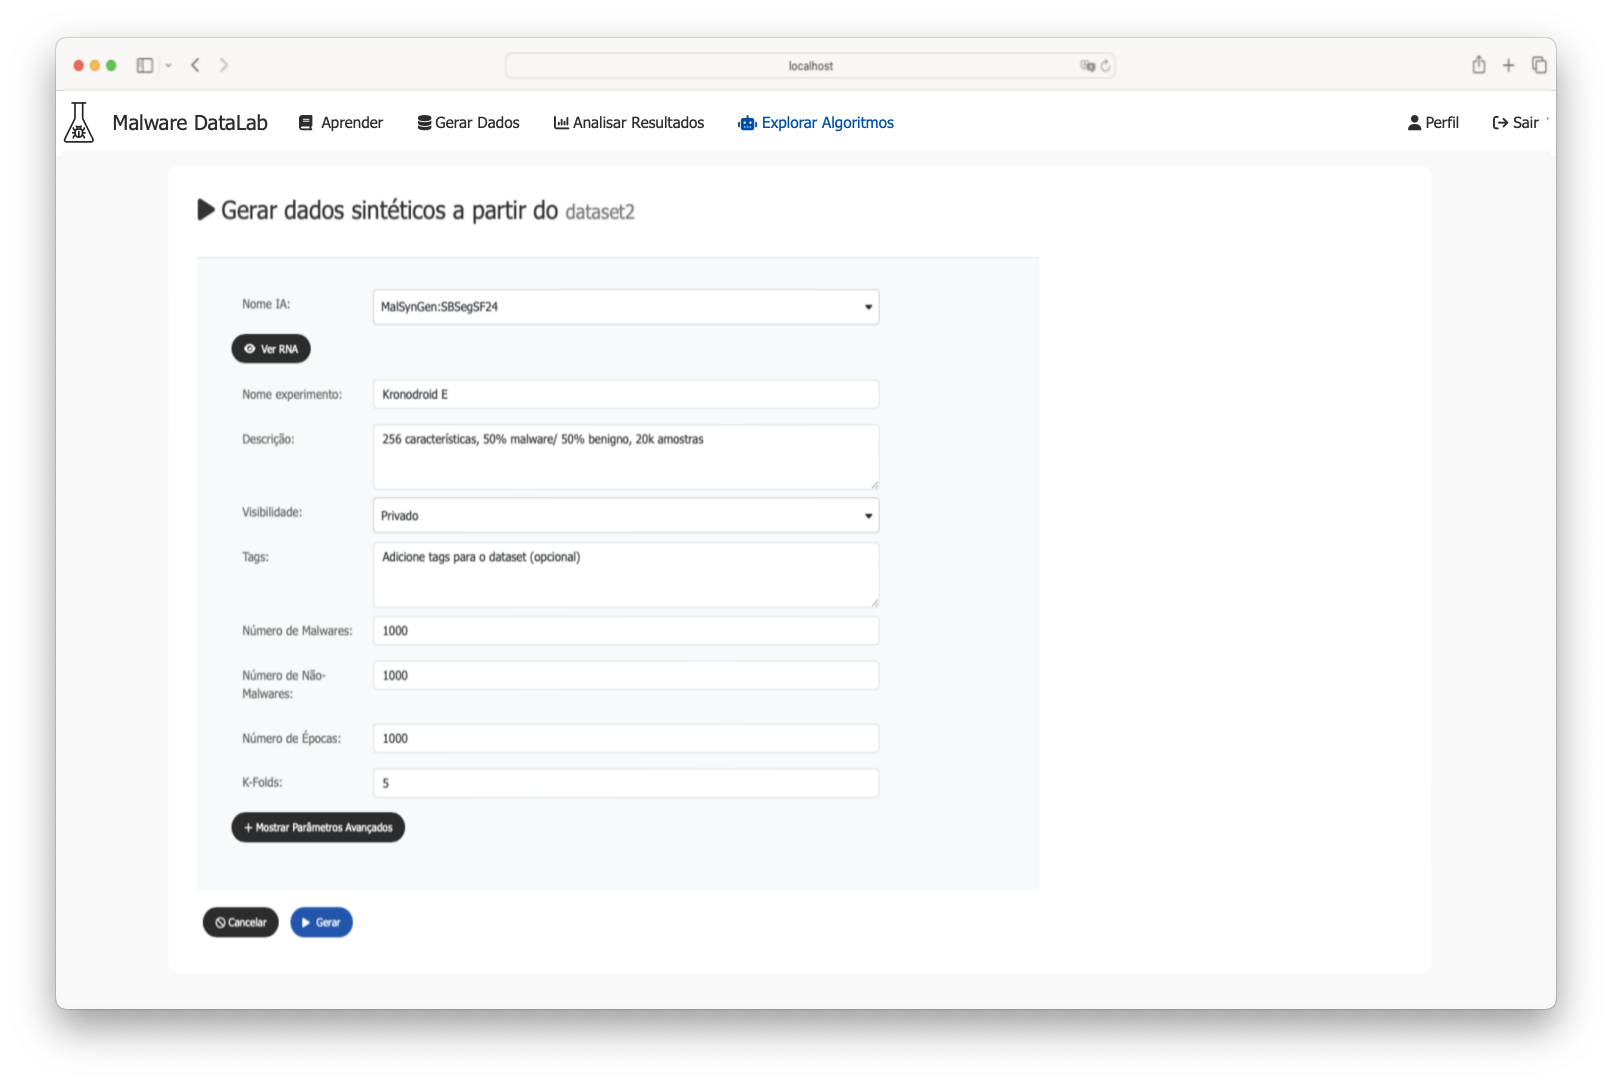 localhost
Malware DataLab Aprender Gerar Dados Analisar Resultados Explorar Algoritmos Perfil Sair
Gerar dados sintéticos a partir do dataset2
Nome IA: MalSynGen:SBSegSF24
Ver RNA
Nome experimento: Kronodroid E
Descrição: 256 características, 50% malware/ 50% benigno, 20k amostras
Visibilidade: Privado
Tags: Adicione tags para o dataset (opcional)
Número de Malwares: 1000
Número de Não- 1000
Malwares:
Número de Épocas: 1000
K-Folds: 5
+ Mostrar Parâmetros Avançados
Cancelar Gerar